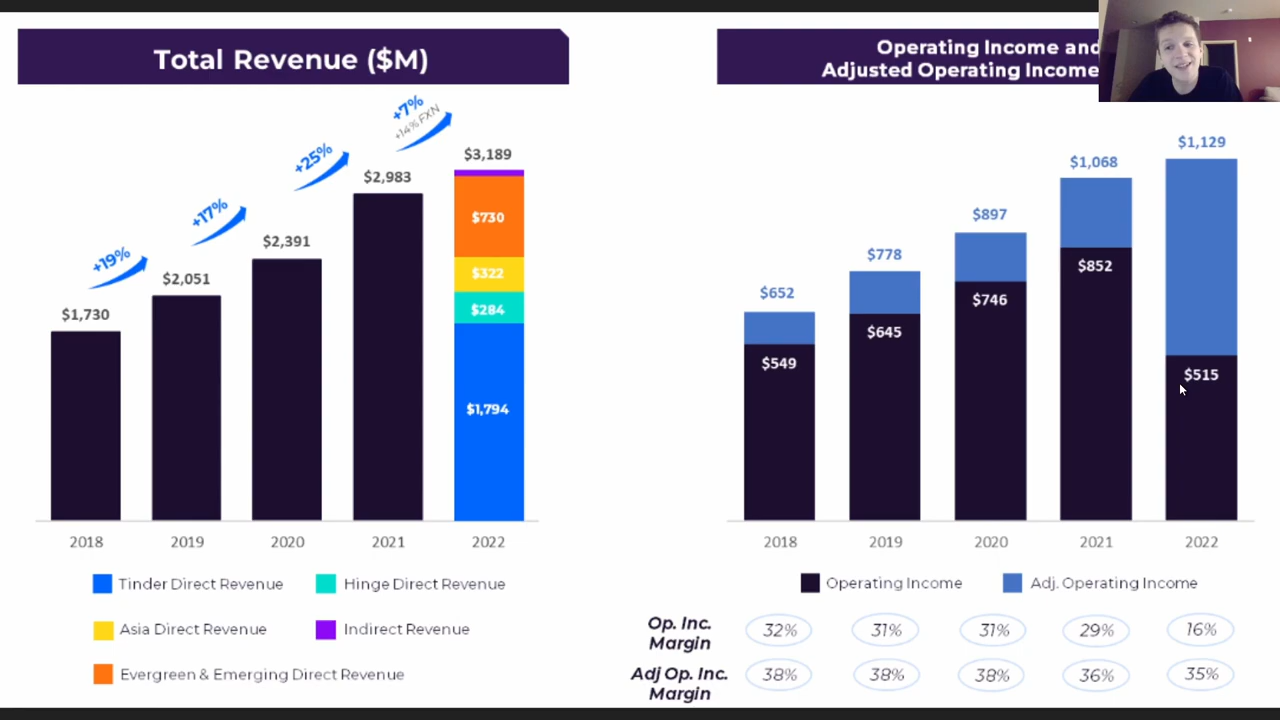 Total Revenue ($M)
+19%
+17%
+25%
+7%
+14% FXN
$1,730
$2,051
$2,391
$2,983
$3,189
$730
$322
$284
$1,794
2018 2019 2020 2021 2022
Tinder Direct Revenue Hinge Direct Revenue
Asia Direct Revenue Indirect Revenue
Evergreen & Emerging Direct Revenue
Operating Income and
Adjusted Operating Income
$652
$778
$897
$1,068
$1,129
$549
$645
$746
$852
$515
2018 2019 2020 2021 2022
Operating Income Adj. Operating Income
Op. Inc.
Margin
32% 31% 31% 29% 16%
Adj Op. Inc.
Margin
38% 38% 38% 36% 35%